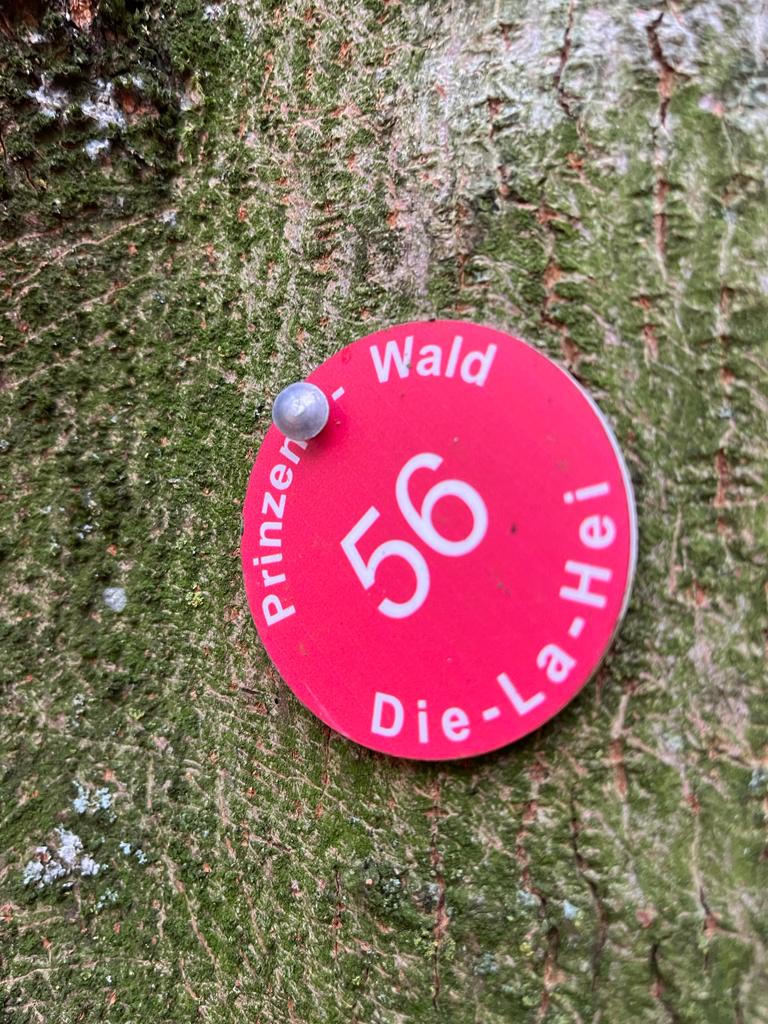 Prinzen - Wald
56
Die-La-Hei